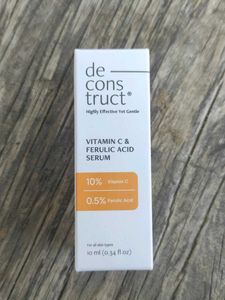 de
cons
truct®
Highly Effective Yet Gentle
VITAMIN C &
FERULIC ACID
SERUM
10% Vitamin C
0.5% Ferulic Acid
For all skin types
10 ml (0.34 fl oz)